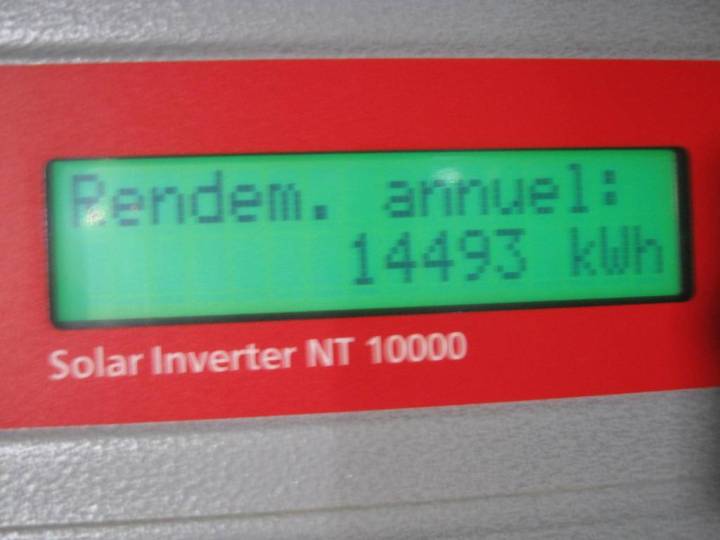 Rendem. annuel:
14493 kWh
Solar Inverter NT 10000